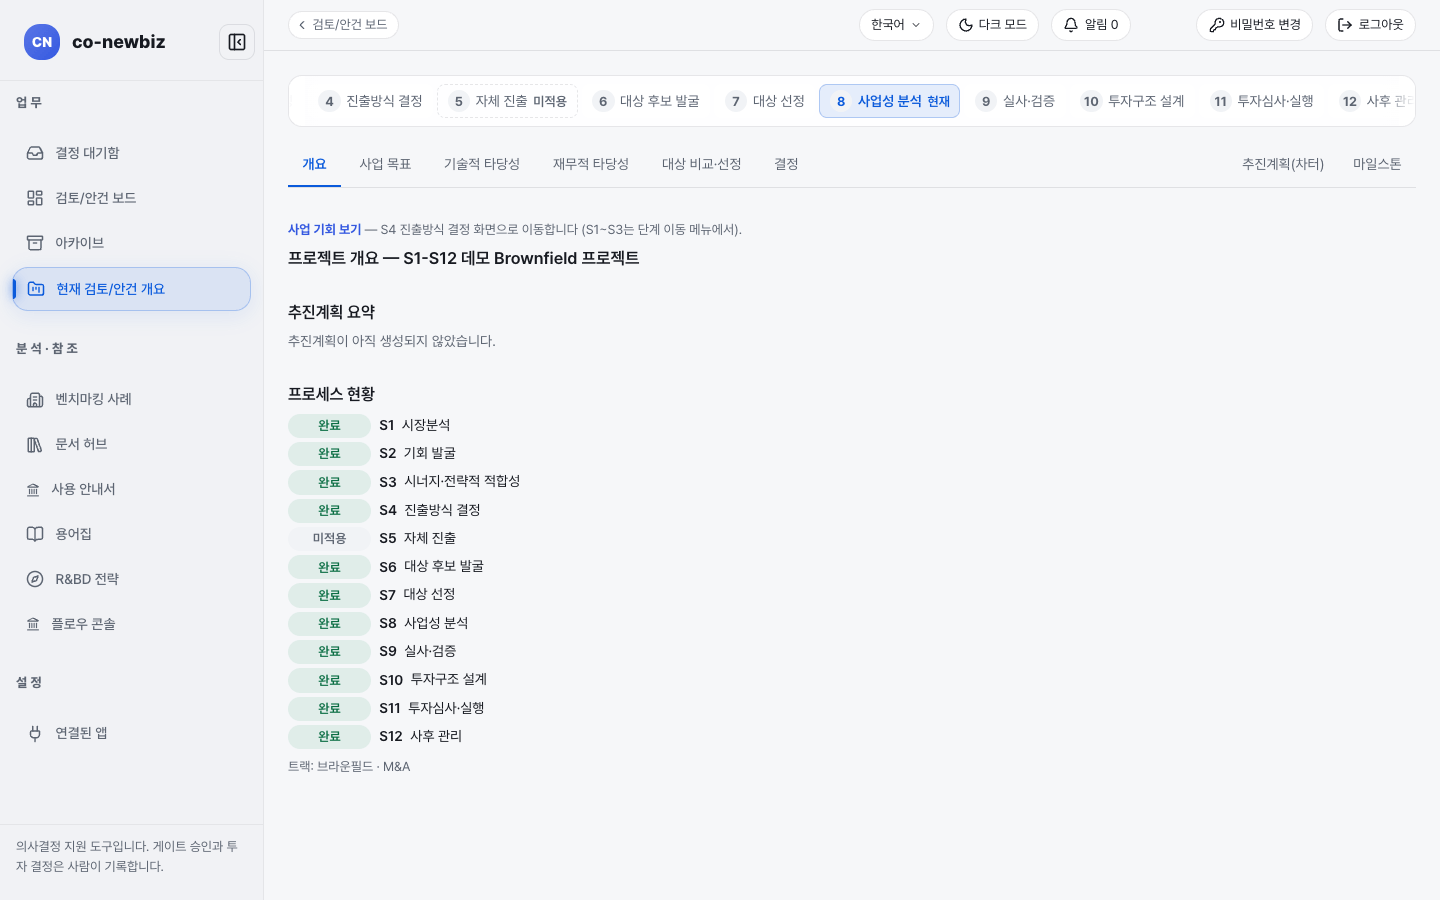 CN co-newbiz
업무
결정 대기함
검토/안건 보드
아카이브
현재 검토/안건 개요
분석·참조
벤치마킹 사례
문서 허브
사용 안내서
용어집
R&BD 전략
플로우 콘솔
설정
연결된 앱
의사결정 지원 도구입니다. 게이트 승인과 투
자 결정은 사람이 기록합니다.
검토/안건 보드 한국어 다크 모드 알림 0 비밀번호 변경 로그아웃
4 진출방식 결정 5 자체 진출 미적용 6 대상 후보 발굴 7 대상 선정 8 사업성 분석 현재 9 실사·검증 10 투자구조 설계 11 투자심사·실행 12 사후
개요 사업 목표 기술적 타당성 재무적 타당성 대상 비교·선정 결정 추진계획(차터) 마일스톤
사업 기회 보기 — S4 진출방식 결정 화면으로 이동합니다 (S1~S3는 단계 이동 메뉴에서).
프로젝트 개요 — S1-S12 데모 Brownfield 프로젝트
추진계획 요약
추진계획이 아직 생성되지 않았습니다.
프로세스 현황
완료 S1 시장분석
완료 S2 기회 발굴
완료 S3 시너지·전략적 적합성
완료 S4 진출방식 결정
미적용 S5 자체 진출
완료 S6 대상 후보 발굴
완료 S7 대상 선정
완료 S8 사업성 분석
완료 S9 실사·검증
완료 S10 투자구조 설계
완료 S11 투자심사·실행
완료 S12 사후 관리
트랙: 브라운필드 · M&A